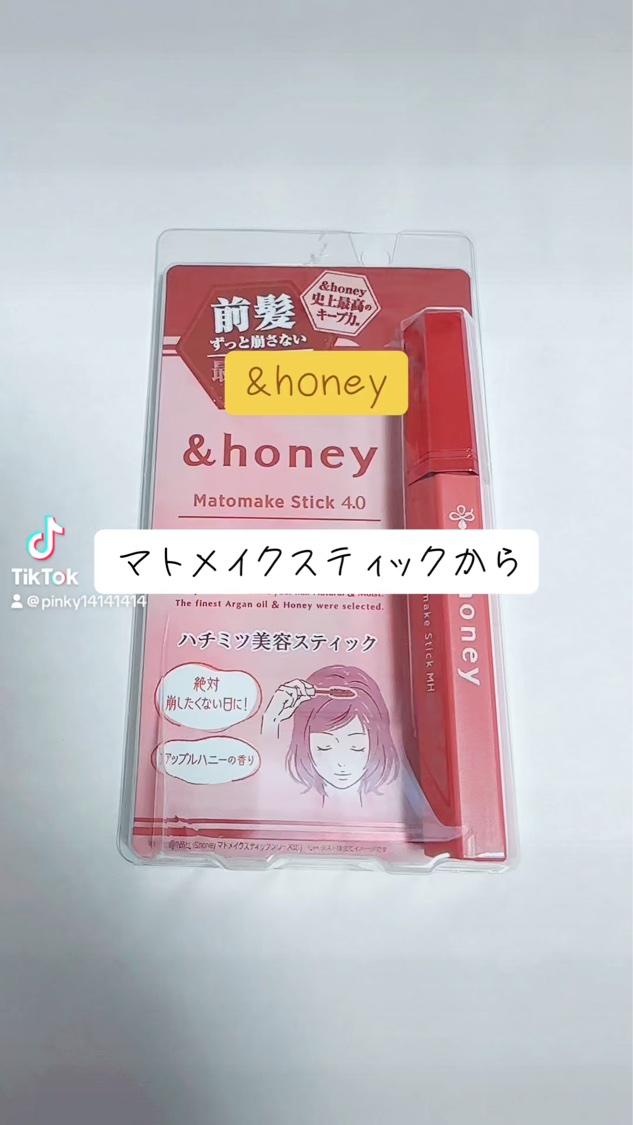 &honey
史上最高の
キープ力。
前髪
ずっと崩さない
&honey
&honey
Matomake Stick 4.0
マトメイクスティックから
TikTok
@pinky14141414
The finest Argan oil & Honey were selected.
ハチミツ美容スティック
絶対
崩したくない日に!
アップルハニーの香り
honey
make Stick MH